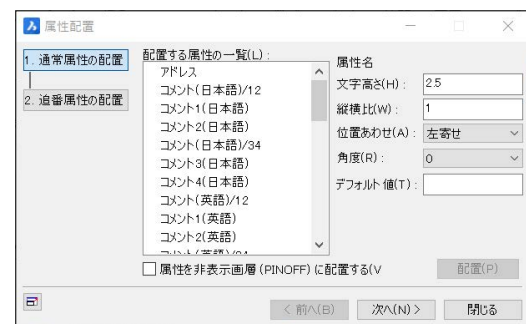 属性配置
1. 通常属性の配置
2. 追番属性の配置
配置する属性の一覧(L) :
アドレス
コメント(日本語)/12
コメント1(日本語)
コメント2(日本語)
コメント(日本語)/34
コメント3(日本語)
コメント4(日本語)
コメント(英語)/12
コメント1(英語)
コメント2(英語)
属性名
文字高さ(H) : 2.5
縦横比(W) : 1
位置あわせ(A) : 左寄せ
角度(R) : 0
デフォルト値(T) :
属性を非表示画層 (PINOFF) に配置する(V
配置(P)
< 前へ(B)
次へ(N) >
閉じる